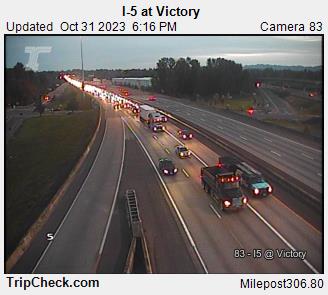 I-5 at Victory
Updated Oct 31 2023 6:16 PM Camera 83
T
S
83 - I5 @ Victory
TripCheck.com Milepost306.80